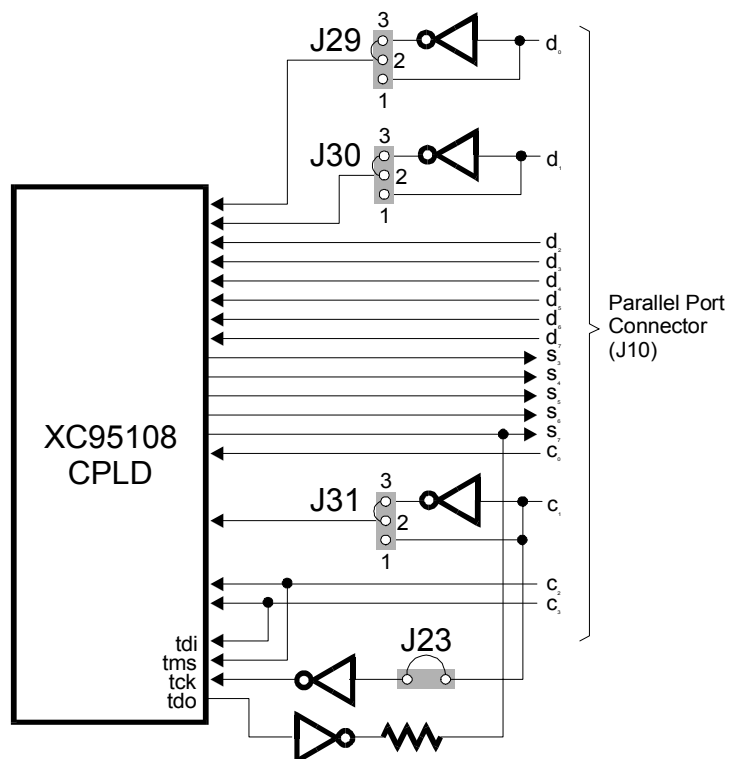 J29
3
2
1
d₀
J30
3
2
1
d₁
d₂
d₃
d₄
d₅
d₆
d₇
s₃
s₄
s₅
s₆
s₇
c₀
Parallel Port
Connector
(J10)
XC95108
CPLD
J31
3
2
1
c₁
c₂
c₃
J23
tdi
tms
tck
tdo